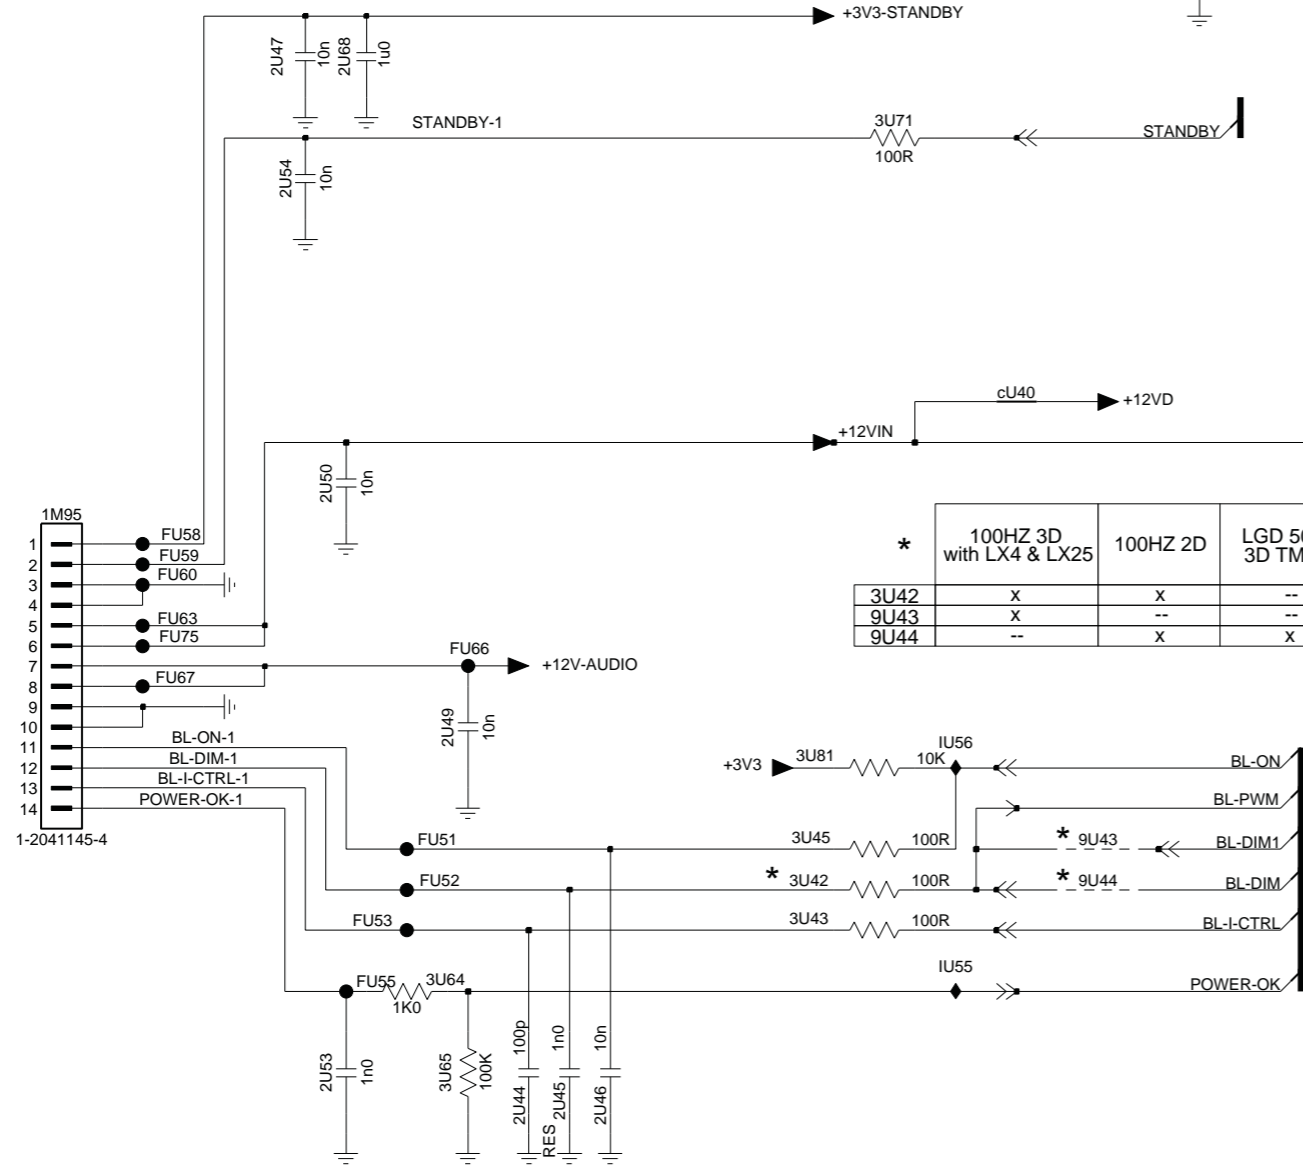 +3V3-STANDBY
2U47
10n
2U68
1u0
STANDBY-1
3U71
100R
STANDBY
2U54
10n
cU40
+12VD
+12VIN
2U50
10n
1M95
1 FU58
2 FU59
3 FU60
4
5 FU63
6 FU75
7
8 FU67
9
10
11 BL-ON-1
12 BL-DIM-1
13 BL-I-CTRL-1
14 POWER-OK-1
1-2041145-4
FU66
+12V-AUDIO
2U49
10n
* 100HZ 3D with LX4 & LX25 100HZ 2D LGD 3D
3U42 x x --
9U43 x -- --
9U44 -- x x
+3V3 3U81 10K IU56 BL-ON
BL-PWM
FU51 3U45 100R * 9U43 BL-DIM1
FU52 * 3U42 100R * 9U44 BL-DIM
FU53 3U43 100R BL-I-CTRL
FU55 3U64 1K0 IU55 POWER-OK
2U53
1n0
3U65
100K
2U44
100p
RES
2U45
1n0
2U46
10n